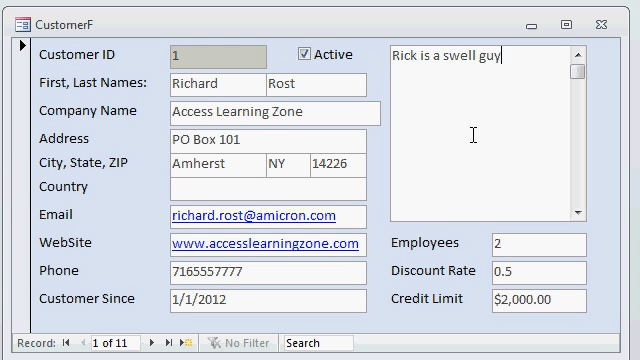 CustomerF
Customer ID 1 Active
First, Last Names: Richard Rost
Company Name Access Learning Zone
Address PO Box 101
City, State, ZIP Amherst NY 14226
Country
Email richard.rost@amicron.com
WebSite www.accesslearningzone.com
Phone 7165557777
Customer Since 1/1/2012
Rick is a swell guy
Employees 2
Discount Rate 0.5
Credit Limit $2,000.00
Record: 1 of 11 No Filter Search